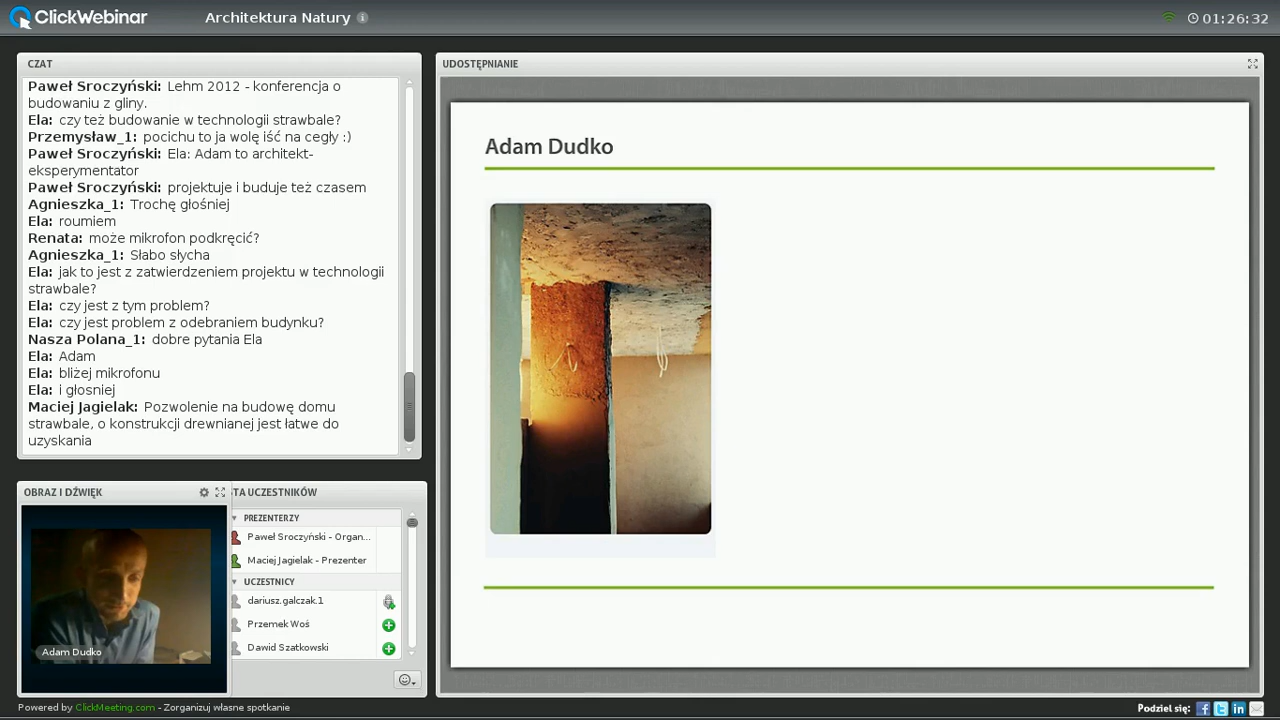 ClickWebinar
Architektura Natury
01:26:32
CZAT
Paweł Sroczyński: Lehm 2012 - konferencja o
budowaniu z gliny.
Ela: czy też budowanie w technologii strawbale?
Przemysław_1: pocichu to ja wolę iść na cegły :)
Paweł Sroczyński: Ela: Adam to architekt-
eksperymentator
Paweł Sroczyński: projektuje i buduje też czasem
Agnieszka_1: Trochę głośniej
Ela: roumiem
Renata: może mikrofon podkręcić?
Agnieszka_1: Słabo słycha
Ela: jak to jest z zatwierdzeniem projektu w technologii
strawbale?
Ela: czy jest z tym problem?
Ela: czy jest problem z odebraniem budynku?
Nasza Polana_1: dobre pytania Ela
Ela: Adam
Ela: bliżej mikrofonu
Ela: i głosniej
Maciej Jagielak: Pozwolenie na budowę domu
strawbale, o konstrukcji drewnianej jest łatwe do
uzyskania
OBRAZ I DŹWIĘK
Adam Dudko
TA UCZESTNIKÓW
PREZENTERZY
Paweł Sroczyński - Organ...
Maciej Jagielak - Prezenter
UCZESTNICY
dariusz.galczak.1
Przemek Woś
Dawid Szatkowski
UDOSTĘPNIANIE
Adam Dudko
Powered by ClickMeeting.com - Zorganizuj własne spotkanie
Podziel się: